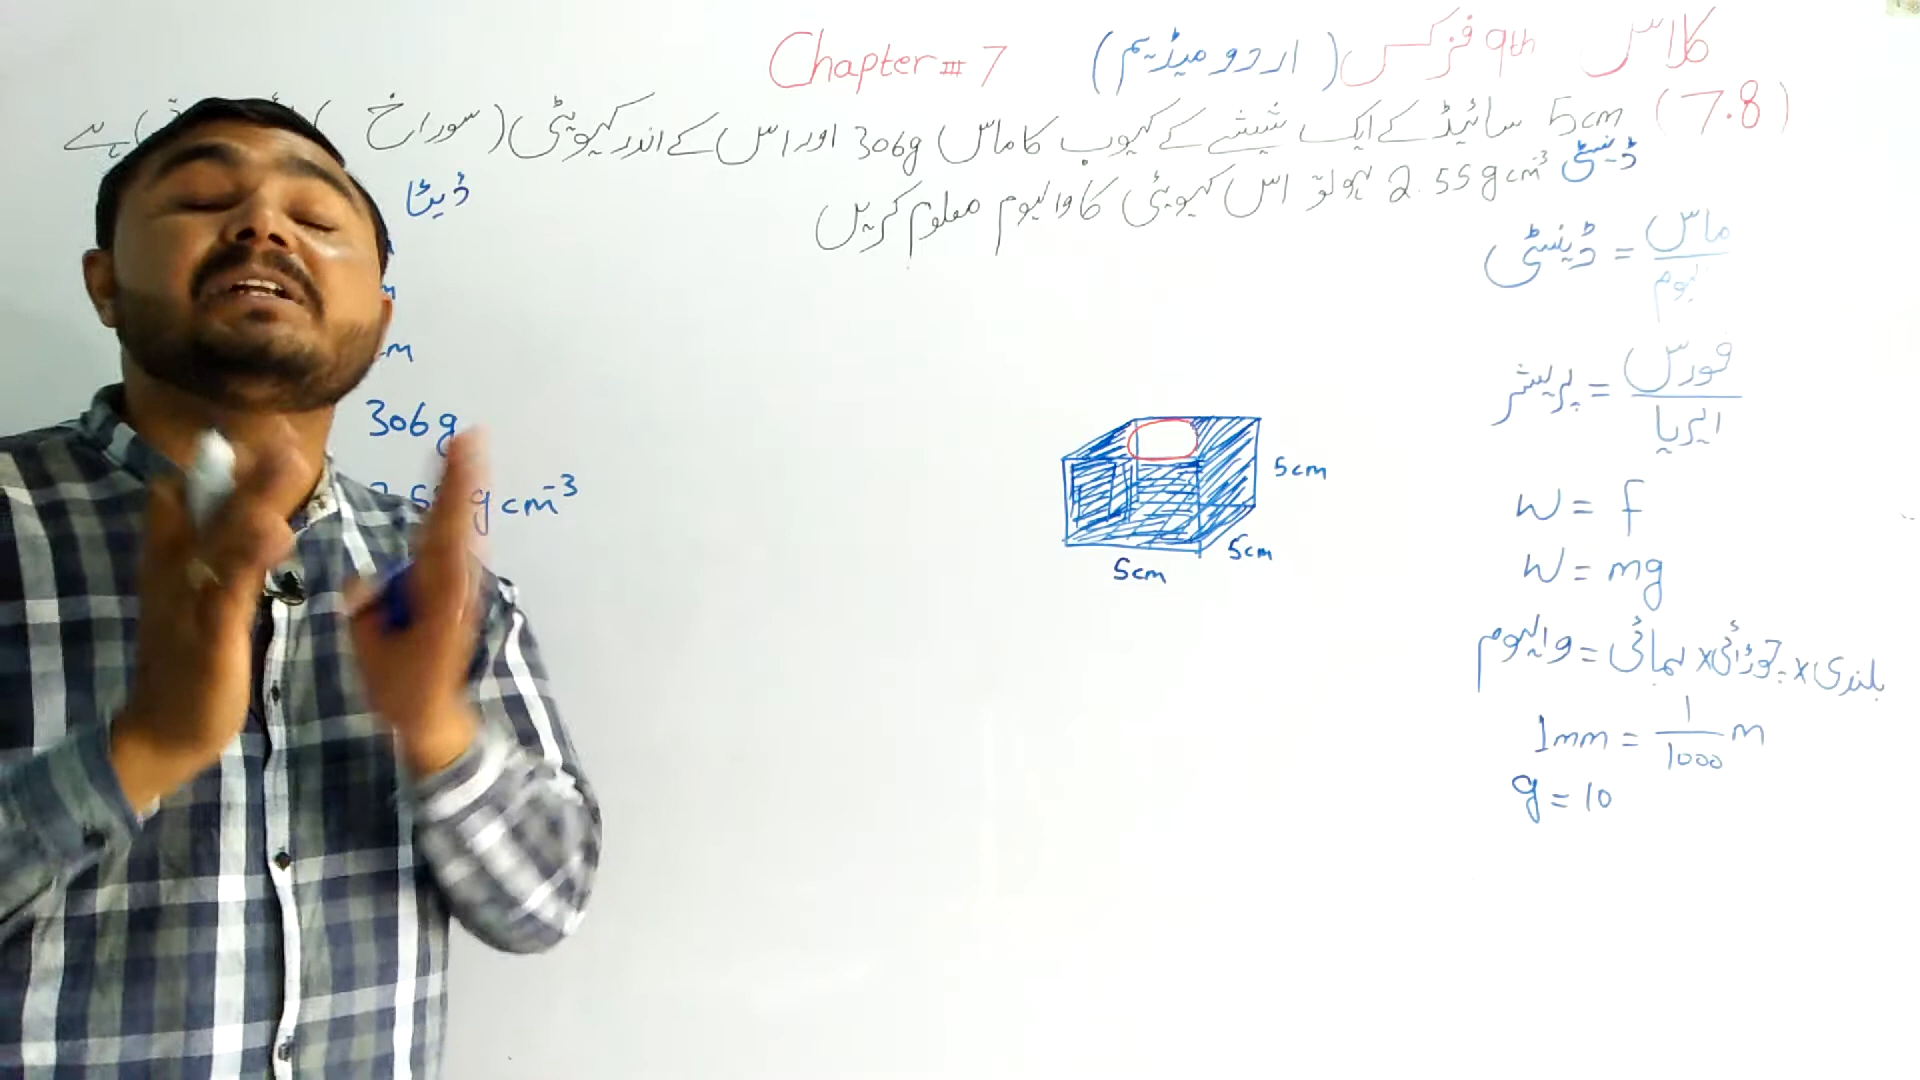 کلاس 9th فزکس (اردو میڈیم) Chapter # 7
(7.8) 5cm سائیڈ کے ایک شیشے کے کیوب کا ماس 306g اور اس کے اندر کیویٹی (سوراخ) ہے
ڈینسٹی 2.55gcm-3 ہو تو اس کیویٹی کا والیوم معلوم کریں
ڈیٹا
m
306g
gcm-3
5cm
5cm
5cm
ڈینسٹی = ماس
پریشر = فورس / ایریا
w = f
W = mg
والیوم = لمبائی x چوڑائی x بلندی
1mm = 1/1000 m
g = 10